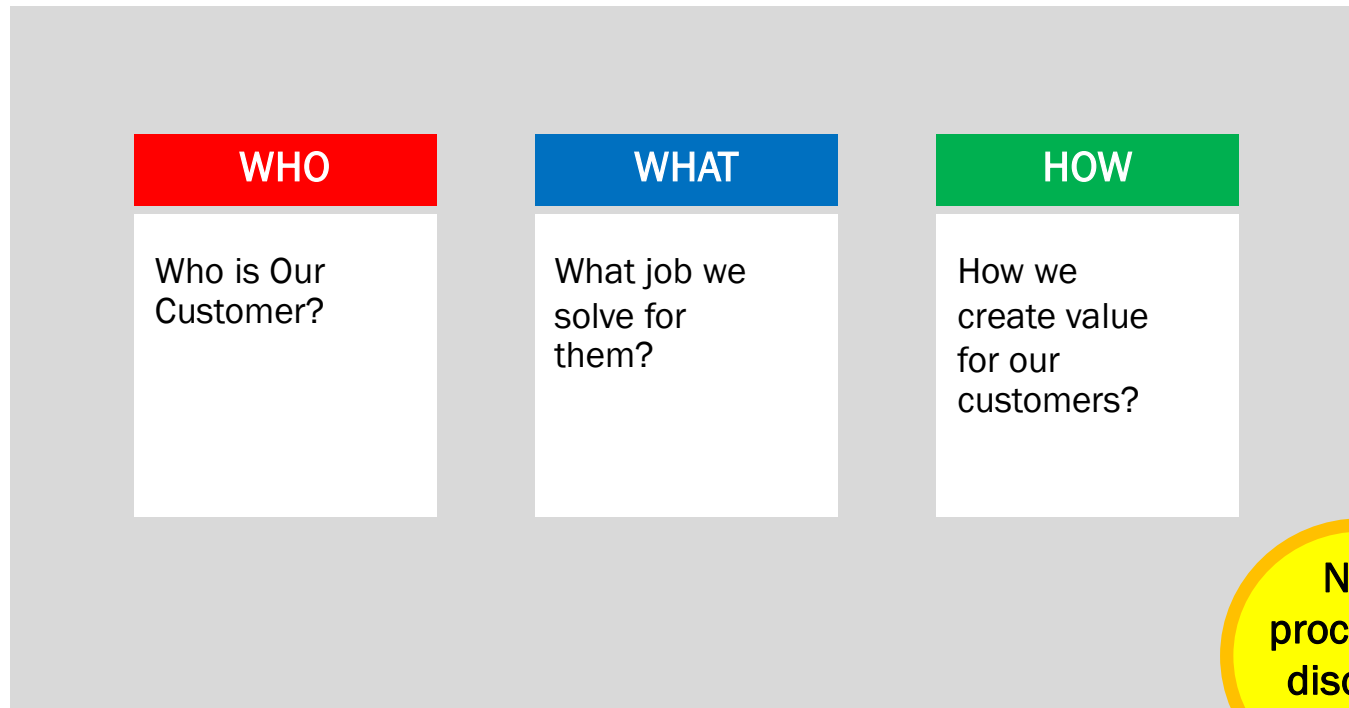 WHO
Who is Our
Customer?
WHAT
What job we
solve for
them?
HOW
How we
create value
for our
customers?